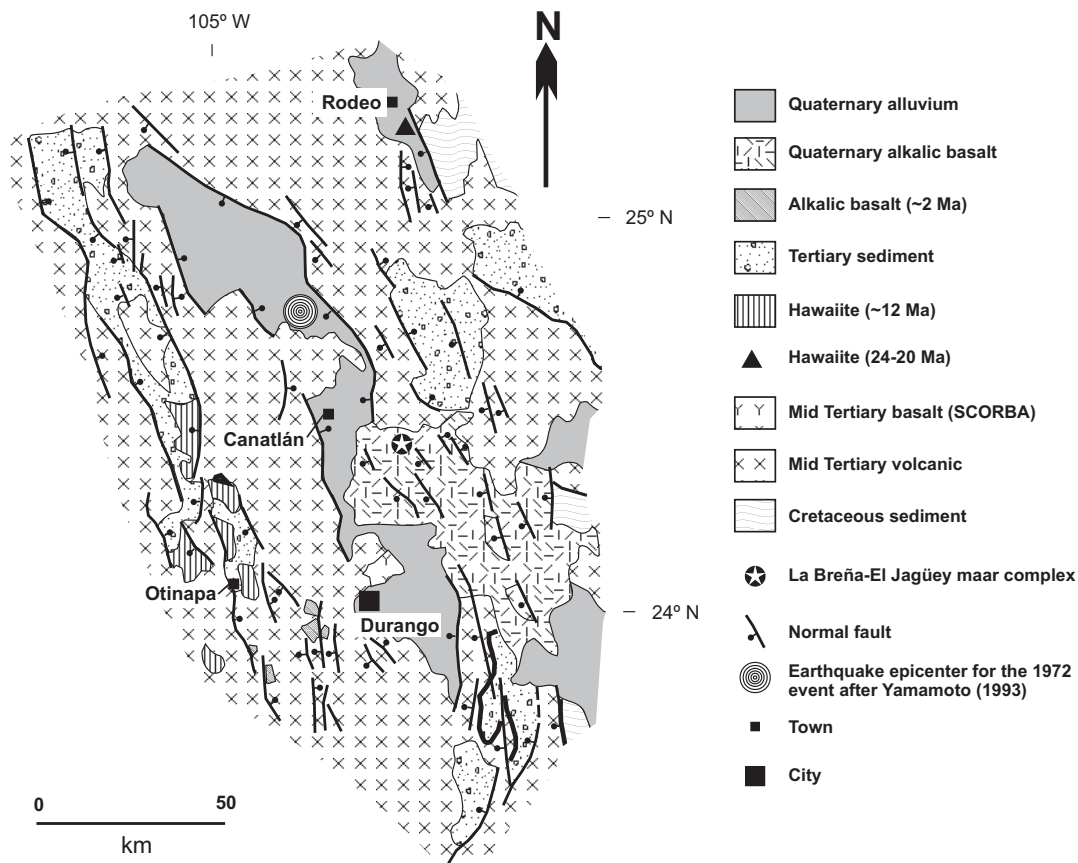 105º W
N
Rodeo
25º N
Canatlán
Otinapa
24º N
Durango
0 50
km
Quaternary alluvium
Quaternary alkalic basalt
Alkalic basalt (~2 Ma)
Tertiary sediment
Hawaiite (~12 Ma)
Hawaiite (24-20 Ma)
Mid Tertiary basalt (SCORBA)
Mid Tertiary volcanic
Cretaceous sediment
La Breña-El Jagüey maar complex
Normal fault
Earthquake epicenter for the 1972
event after Yamamoto (1993)
Town
City